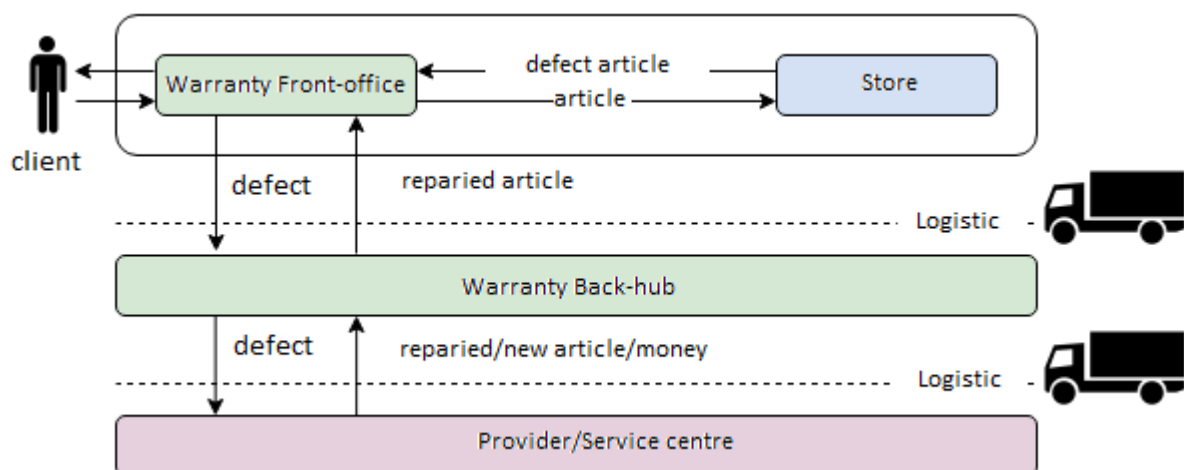 defect article
Warranty Front-office
Store
article
client
defect
reparied article
Logistic
Warranty Back-hub
defect
reparied/new article/money
Logistic
Provider/Service centre